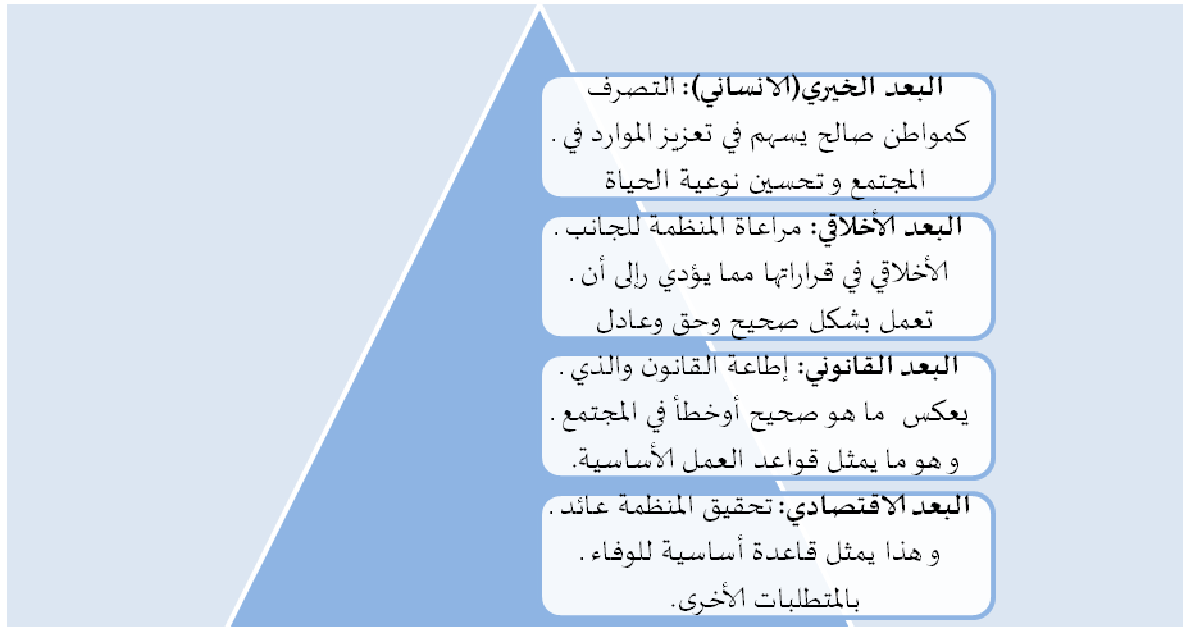 البعد الخيري(الانساني): التصرف
كمواطن صالح يسهم في تعزيز الموارد في .
المجتمع و تحسين نوعية الحياة
البعد الأخلاقي: مراعاة المنظمة للجانب .
الأخلاقي في قراراتها مما يؤدي رإلى أن .
تعمل بشكل صحيح وحق وعادل
البعد القانوني: إطاعة القانون والذي .
يعكس ما هو صحيح أوخطأ في المجتمع .
و هو ما يمثل قواعد العمل الأساسية.
البعد الاقتصادي: تحقيق المنظمة عائد .
و هذا يمثل قاعدة أساسية للوفاء .
بالمتطلبات الأخرى.